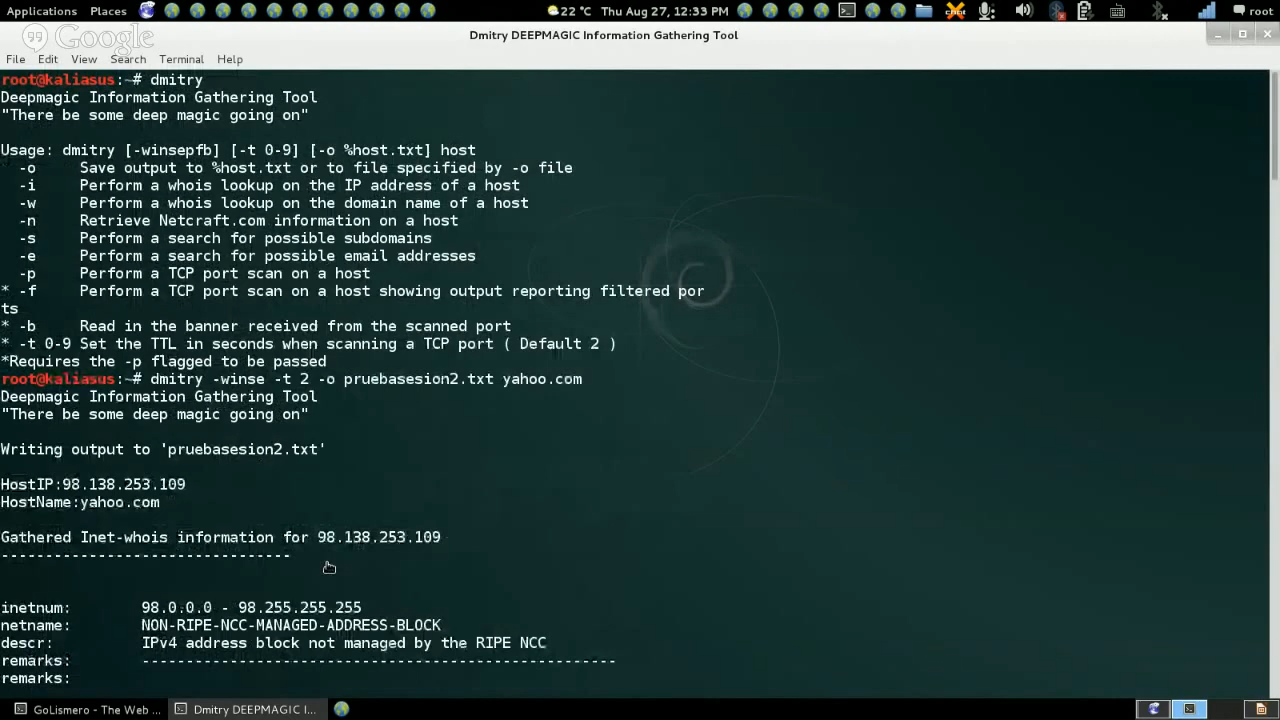 Applications Places 22 °C Thu Aug 27, 12:33 PM root
Google
Dmitry DEEPMAGIC Information Gathering Tool
File Edit View Search Terminal Help
root@kaliasus:~# dmitry
Deepmagic Information Gathering Tool
"There be some deep magic going on"
Usage: dmitry [-winsepfb] [-t 0-9] [-o %host.txt] host
-o Save output to %host.txt or to file specified by -o file
-i Perform a whois lookup on the IP address of a host
-w Perform a whois lookup on the domain name of a host
-n Retrieve Netcraft.com information on a host
-s Perform a search for possible subdomains
-e Perform a search for possible email addresses
-p Perform a TCP port scan on a host
* -f Perform a TCP port scan on a host showing output reporting filtered por
ts
* -b Read in the banner received from the scanned port
* -t 0-9 Set the TTL in seconds when scanning a TCP port ( Default 2 )
*Requires the -p flagged to be passed
root@kaliasus:~# dmitry -winse -t 2 -o pruebasesion2.txt yahoo.com
Deepmagic Information Gathering Tool
"There be some deep magic going on"
Writing output to 'pruebasesion2.txt'
HostIP:98.138.253.109
HostName:yahoo.com
Gathered Inet-whois information for 98.138.253.109
---------------------------------
inetnum: 98.0.0.0 - 98.255.255.255
netname: NON-RIPE-NCC-MANAGED-ADDRESS-BLOCK
descr: IPv4 address block not managed by the RIPE NCC
remarks: ------------------------------------------------------
remarks:
GoLismero - The Web ... Dmitry DEEPMAGIC I...